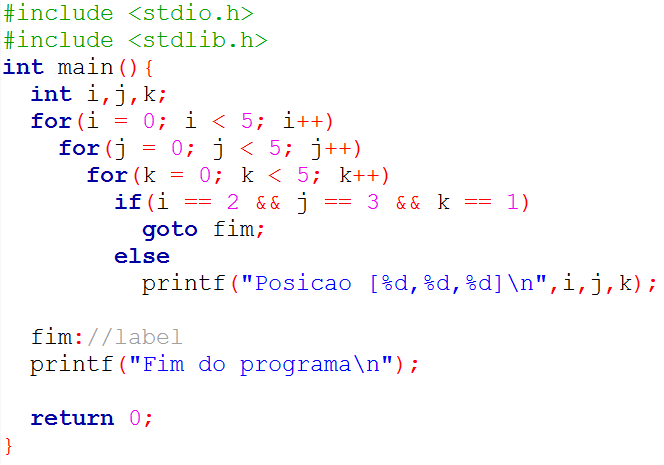 #include <stdio.h>
#include <stdlib.h>
int main(){
  int i,j,k;
  for(i = 0; i < 5; i++)
    for(j = 0; j < 5; j++)
      for(k = 0; k < 5; k++)
        if(i == 2 && j == 3 && k == 1)
          goto fim;
        else
          printf("Posicao [%d,%d,%d]\n",i,j,k);
  fim://label
  printf("Fim do programa\n");
  return 0;
}